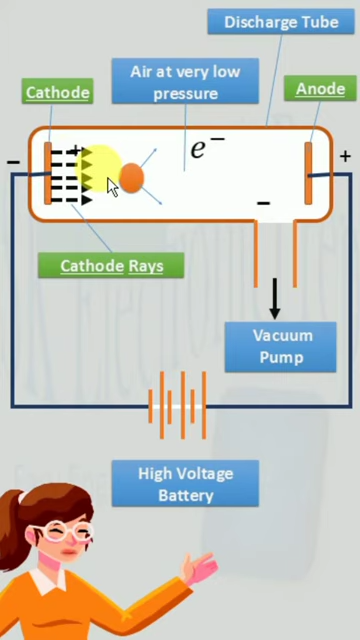 Discharge Tube
Air at very low
pressure
Cathode
Anode
e⁻
+
−
+
−
Cathode Rays
Vacuum
Pump
High Voltage
Battery